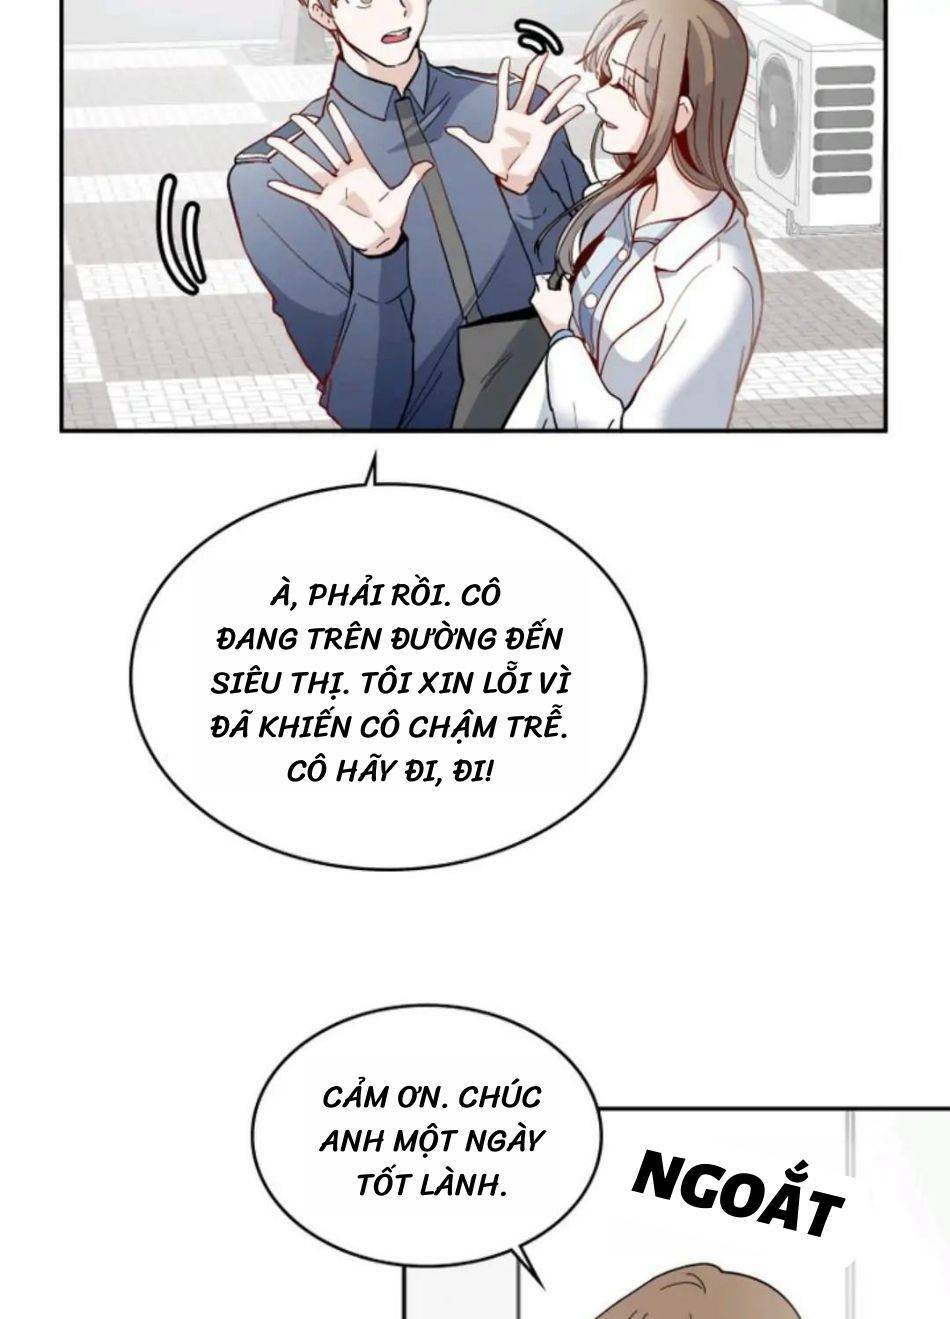 À, PHẢI RỒI. CÔ
ĐANG TRÊN ĐƯỜNG ĐẾN
SIÊU THỊ. TÔI XIN LỖI VÌ
ĐÃ KHIẾN CÔ CHẬM TRỄ.
CÔ HÃY ĐI, ĐI!
CẢM ƠN. CHÚC
ANH MỘT NGÀY
TỐT LÀNH.
NGOẮT